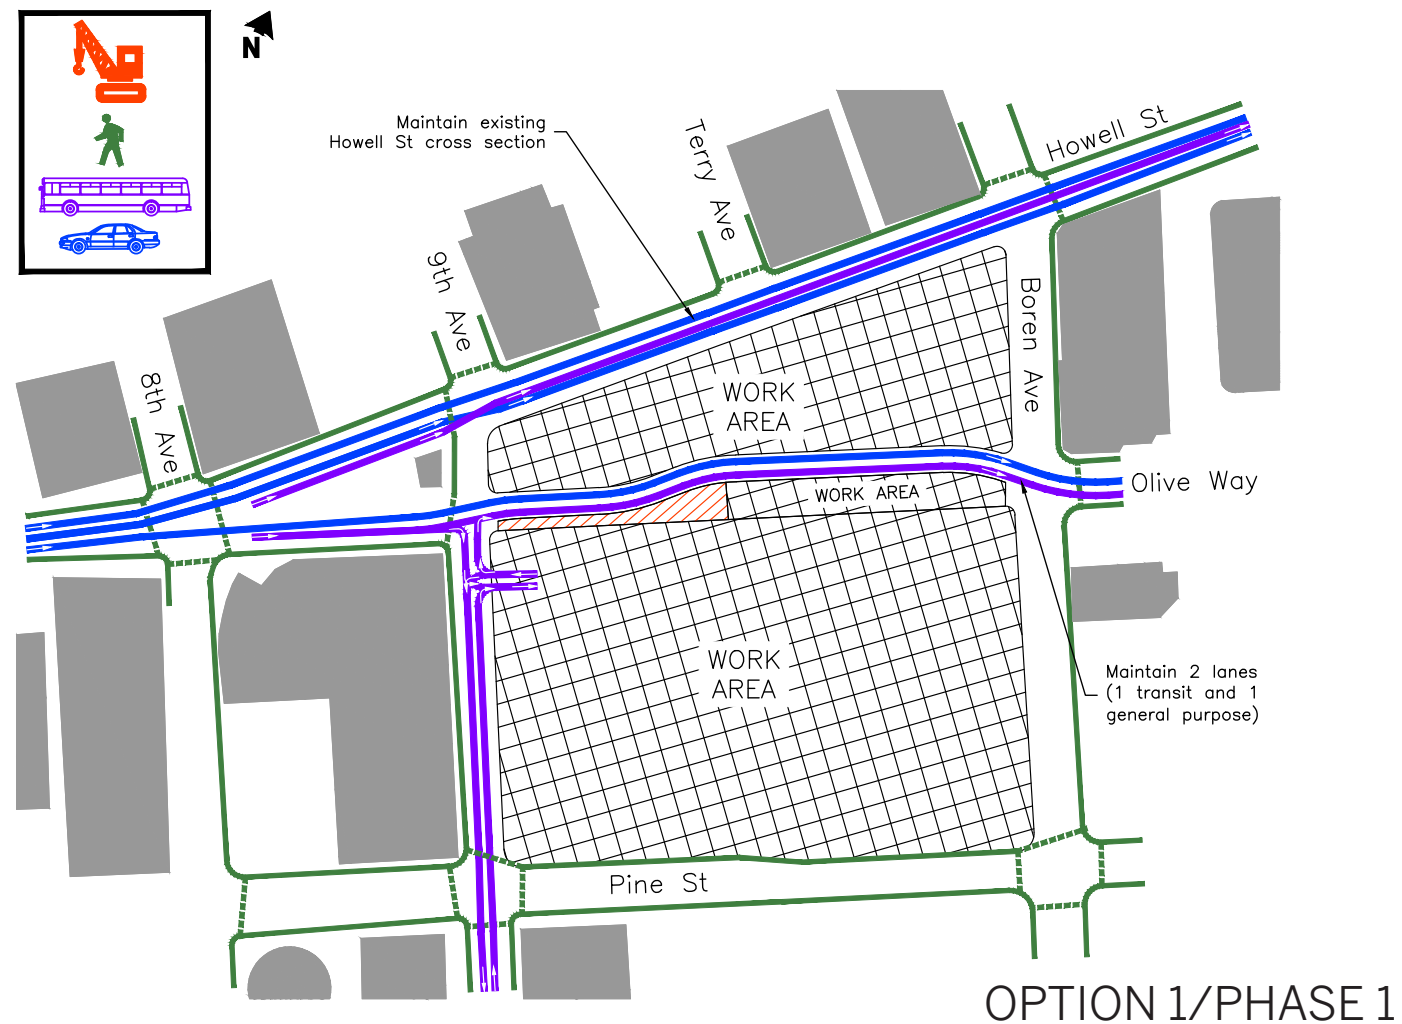 N
Maintain existing
Howell St cross section
Terry Ave
Howell St
9th Ave
8th Ave
Boren Ave
WORK
AREA
WORK AREA
Olive Way
WORK
AREA
Maintain 2 lanes
(1 transit and 1
general purpose)
Pine St
OPTION 1/PHASE 1